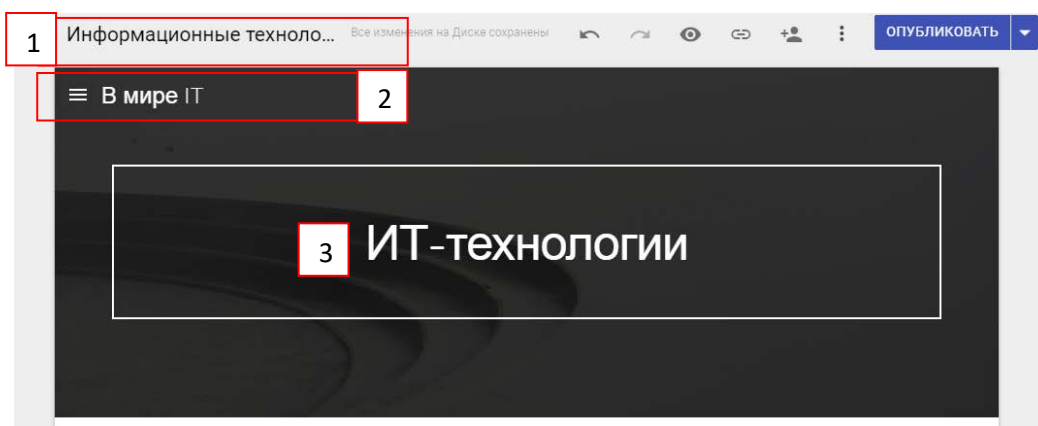 1
Информационные техноло... Все изменения на Диске сохранены ОПУБЛИКОВАТЬ
В мире IT
2
3
ИТ-технологии